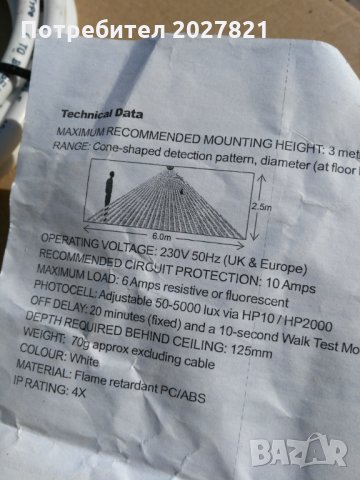 Потребител 2027821
Technical Data
MAXIMUM RECOMMENDED MOUNTING HEIGHT: 3
RANGE: Cone-shaped detection pattern, diameter (at floor
2.5m
6.0m
OPERATING VOLTAGE: 230V 50Hz (UK & Europe)
RECOMMENDED CIRCUIT PROTECTION: 10 Amps
MAXIMUM LOAD: 6 Amps resistive or fluorescent
PHOTOCELL: Adjustable 50-5000 lux via HP10 / HP2000
OFF DELAY: 20 minutes (fixed) and a 10-second Walk Test
DEPTH REQUIRED BEHIND CEILING: 125mm
WEIGHT: 70g approx excluding cable
COLOUR: White
MATERIAL: Flame retardant PC/ABS
IP RATING: 4X
BAZAR
bg